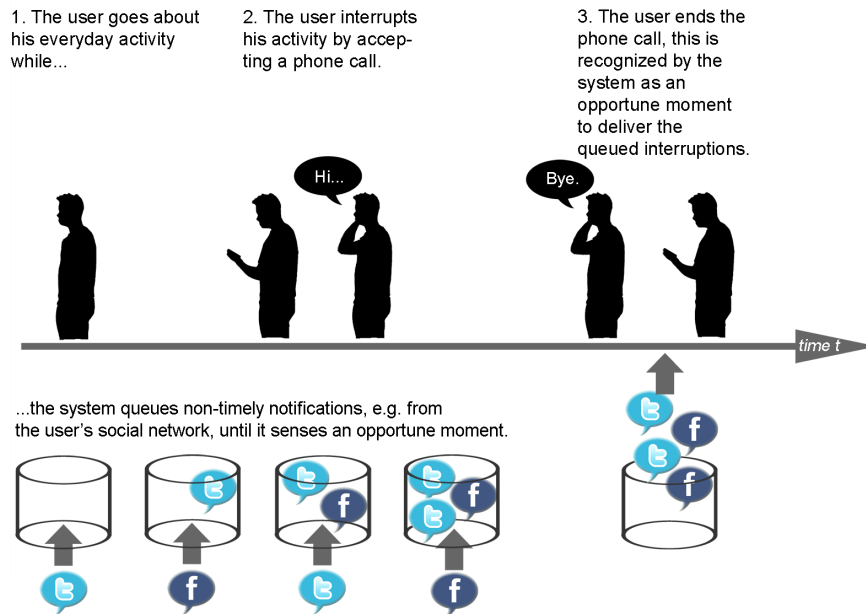 1. The user goes about
his everyday activity
while...
2. The user interrupts
his activity by accep-
ting a phone call.
3. The user ends the
phone call, this is
recognized by the
system as an
opportune moment
to deliver the
queued interruptions.
Hi...
Bye.
time t
...the system queues non-timely notifications, e.g. from
the user's social network, until it senses an opportune moment.
t
f
t
t
f
t
f
t
t
f
t
f
t
f